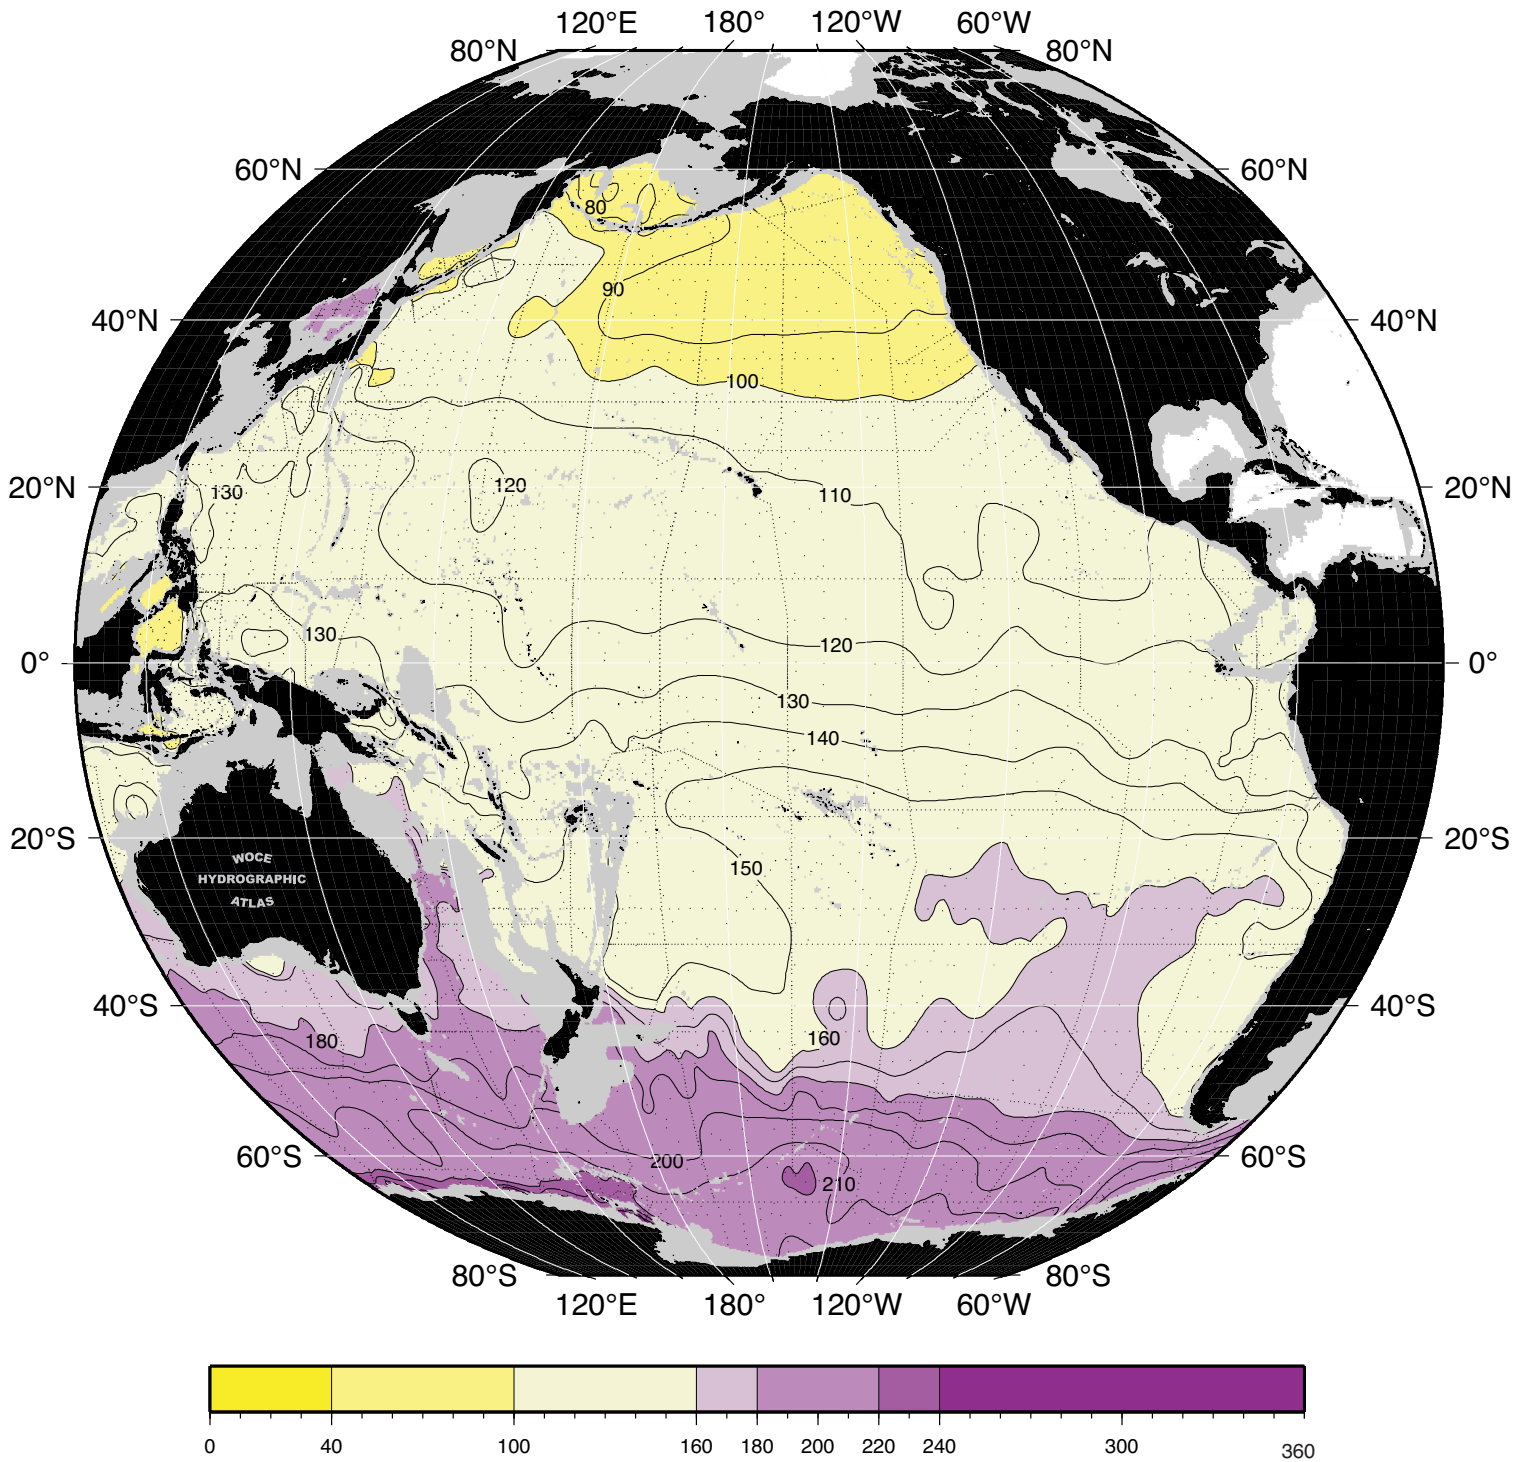 120°E 180° 120°W 60°W
80°N 80°N
60°N 60°N
80
90
40°N 40°N
100
20°N 130 120 110 20°N
130 120
0° 0°
130
140
20°S 20°S
WOCE
HYDROGRAPHIC
ATLAS
150
40°S 40°S
180 160
60°S 200 60°S
210
80°S 80°S
120°E 180° 120°W 60°W
0 40 100 160 180 200 220 240 300 360